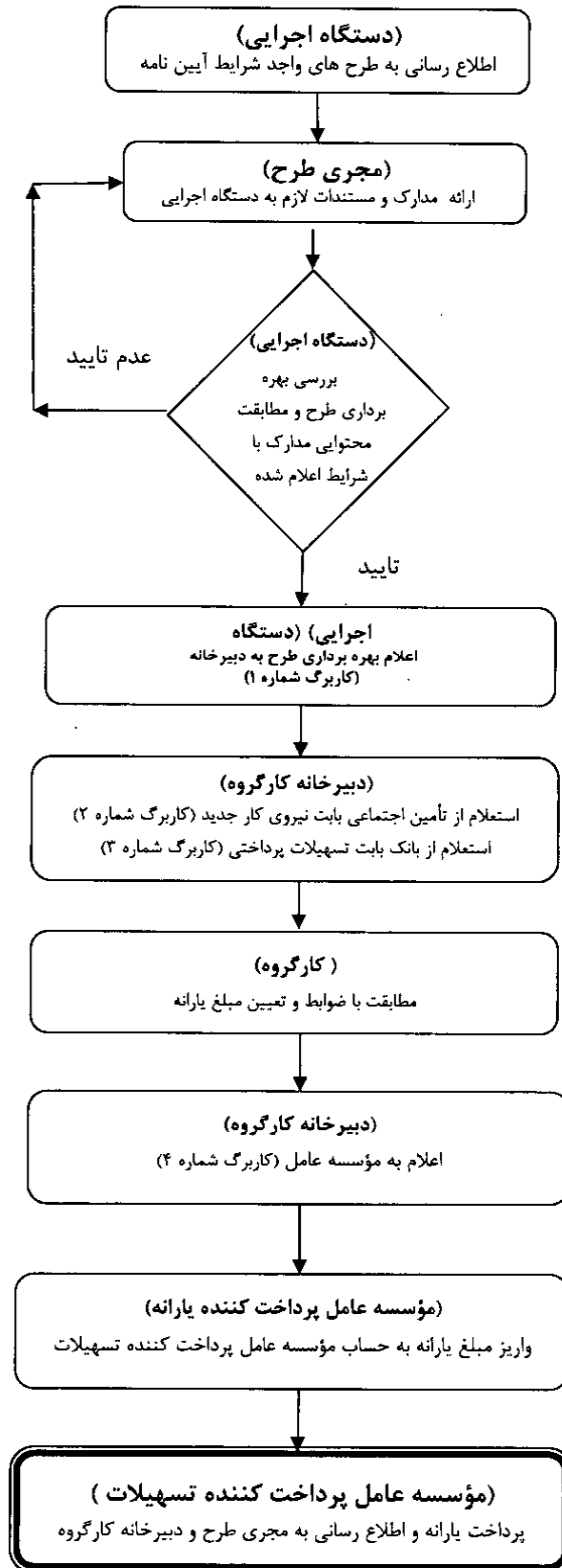 (دستگاه اجرایی)
اطلاع رسانی به طرح های واجد شرایط آیین نامه
(مجری طرح)
ارائه مدارک و مستندات لازم به دستگاه اجرایی
(دستگاه اجرایی)
بررسی بهره
برداری طرح و مطابقت
محتوایی مدارک با
شرایط اعلام شده
عدم تایید
تایید
اجرایی) (دستگاه
اعلام بهره برداری طرح به دبیرخانه
(کاربرگ شماره ۱)
(دبیرخانه کارگروه)
استعلام از تأمین اجتماعی بابت نیروی کار جدید (کاربرگ شماره ۲)
استعلام از بانک بابت تسهیلات پرداختی (کاربرگ شماره ۳)
( کارگروه)
مطابقت با ضوابط و تعیین مبلغ یارانه
(دبیرخانه کارگروه)
اعلام به مؤسسه عامل (کاربرگ شماره ۴)
(مؤسسه عامل پرداخت کننده یارانه)
واریز مبلغ یارانه به حساب مؤسسه عامل پرداخت کننده تسهیلات
(مؤسسه عامل پرداخت کننده تسهیلات )
پرداخت یارانه و اطلاع رسانی به مجری طرح و دبیرخانه کارگروه